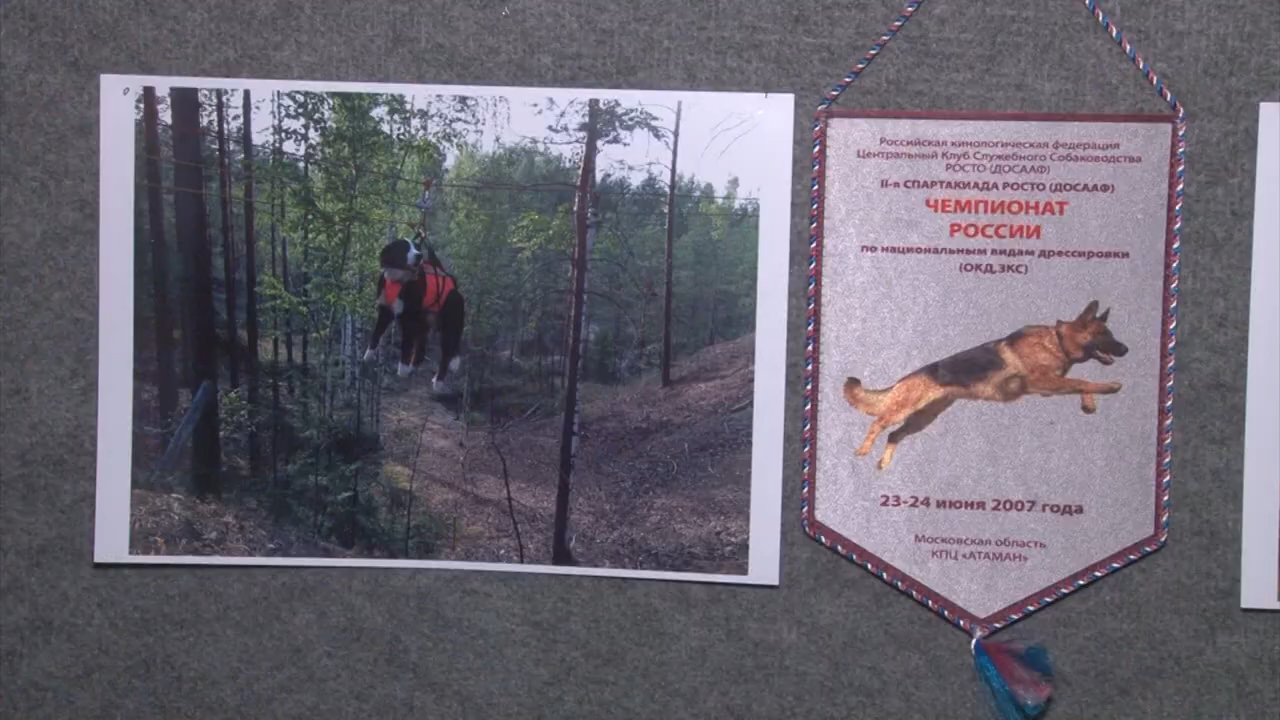 Российская кинологическая федерация
Центральный Клуб Служебного Собаководства
РОСТО (ДОСААФ)
II-я СПАРТАКИАДА РОСТО (ДОСААФ)
ЧЕМПИОНАТ
РОССИИ
по национальным видам дрессировки
(ОКД,ЗКС)
23-24 июня 2007 года
Московская область
КПЦ «АТАМАН»